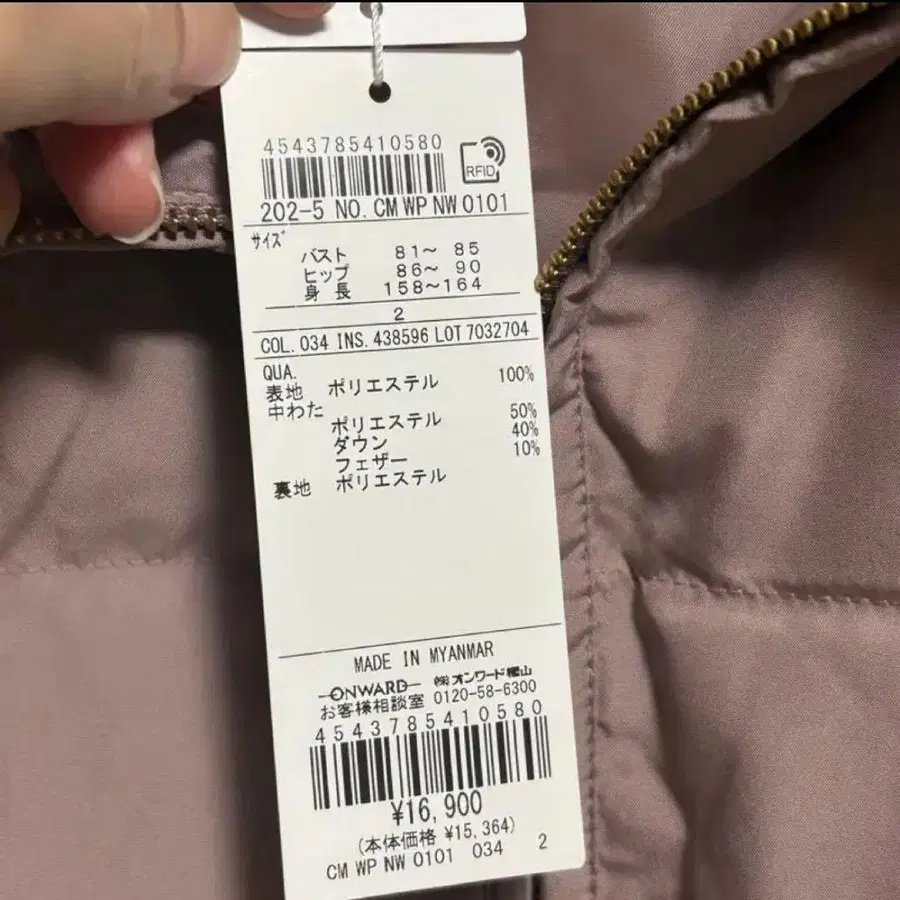 4543785410580
RFID
202-5 NO. CM WP NW 0101
サイズ
バスト 81～ 85
ヒップ 86～ 90
身 長 158～164
2
COL. 034 INS. 438596 LOT 7032704
QUA.
表地 ポリエステル 100%
中わた
ポリエステル 50%
ダウン 40%
フェザー 10%
裏地 ポリエステル
MADE IN MYANMAR
ONWARD ㈱オンワード樫山
お客様相談室 0120-58-6300
4543785410580
¥16,900
(本体価格 ¥15,364)
CM WP NW 0101 034 2